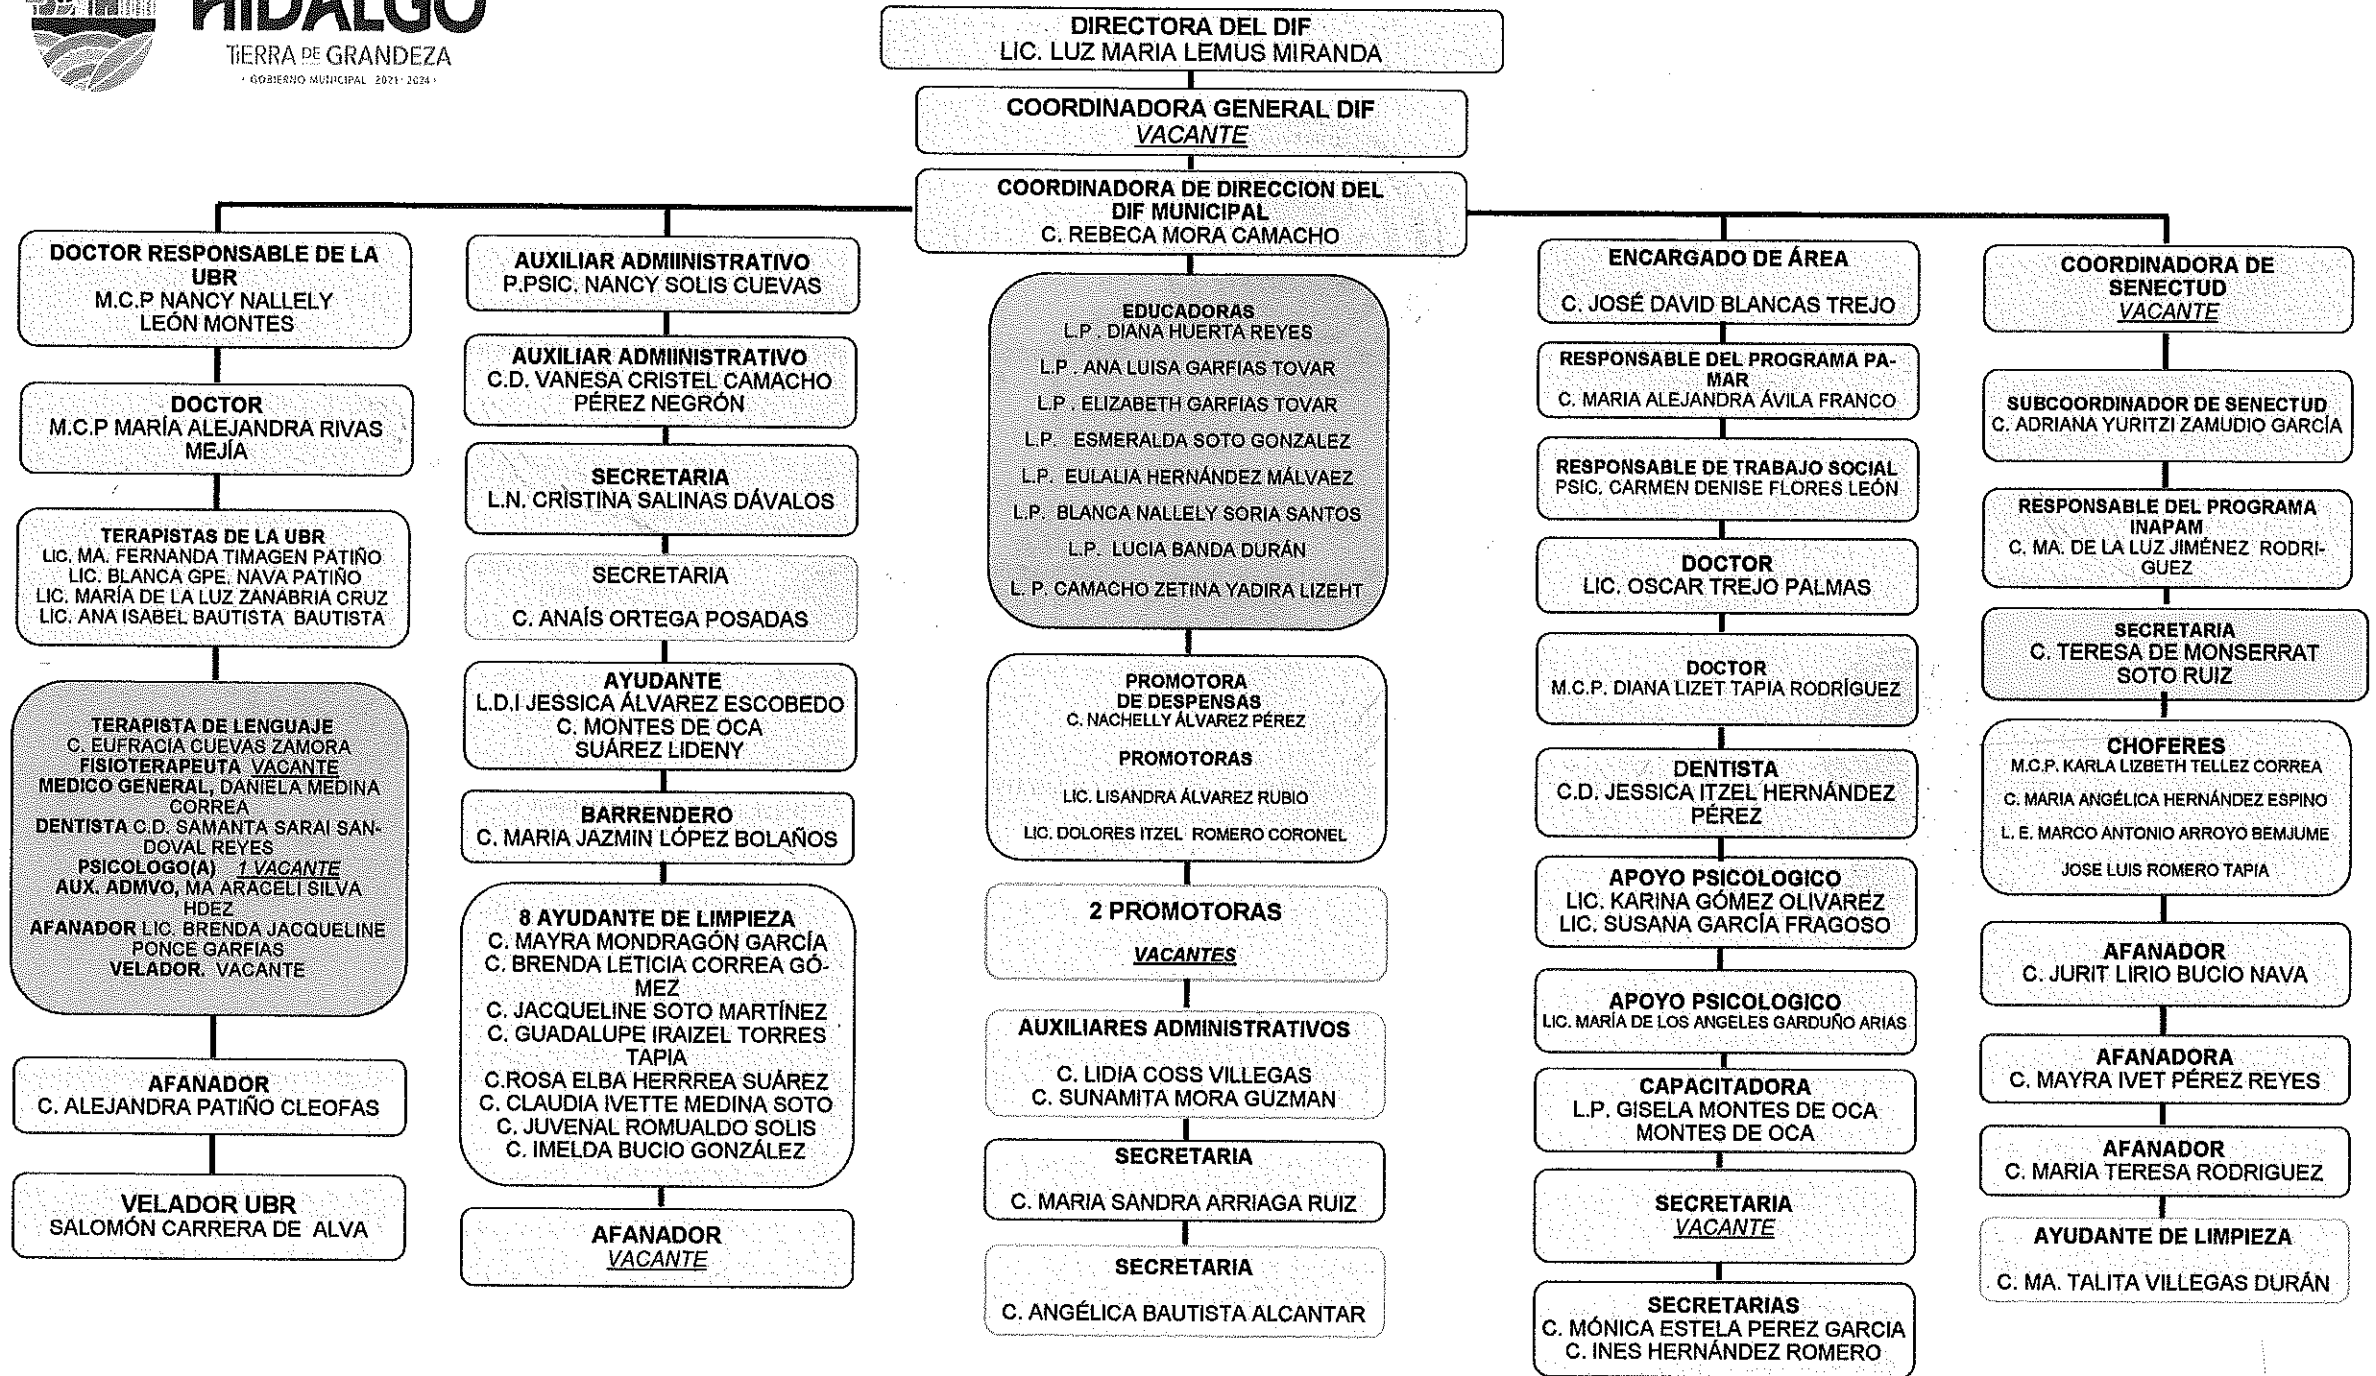 HIDALGO
TIERRA DE GRANDEZA
· GOBIERNO MUNICIPAL 2021 · 2024 ·
DIRECTORA DEL DIF
LIC. LUZ MARIA LEMUS MIRANDA
COORDINADORA GENERAL DIF
VACANTE
COORDINADORA DE DIRECCION DEL
DIF MUNICIPAL
C. REBECA MORA CAMACHO
DOCTOR RESPONSABLE DE LA
UBR
M.C.P NANCY NALLELY
LEÓN MONTES
DOCTOR
M.C.P MARÍA ALEJANDRA RIVAS
MEJÍA
TERAPISTAS DE LA UBR
LIC. MA. FERNANDA TIMAGEN PATIÑO
LIC. BLANCA GPE. NAVA PATIÑO
LIC. MARÍA DE LA LUZ ZANABRIA CRUZ
LIC. ANA ISABEL BAUTISTA BAUTISTA
TERAPISTA DE LENGUAJE
C. EUFRACIA CUEVAS ZAMORA
FISIOTERAPEUTA VACANTE
MEDICO GENERAL, DANIELA MEDINA
CORREA
DENTISTA C.D. SAMANTA SARAI SAN-
DOVAL REYES
PSICOLOGO(A) 1 VACANTE
AUX. ADMVO, MA ARACELI SILVA
HDEZ
AFANADOR LIC. BRENDA JACQUELINE
PONCE GARFIAS
VELADOR. VACANTE
AFANADOR
C. ALEJANDRA PATIÑO CLEOFAS
VELADOR UBR
SALOMÓN CARRERA DE ALVA
AUXILIAR ADMIINISTRATIVO
P.PSIC. NANCY SOLIS CUEVAS
AUXILIAR ADMIINISTRATIVO
C.D. VANESA CRISTEL CAMACHO
PÉREZ NEGRÓN
SECRETARIA
L.N. CRISTINA SALINAS DÁVALOS
SECRETARIA
C. ANAÍS ORTEGA POSADAS
AYUDANTE
L.D.I JESSICA ÁLVAREZ ESCOBEDO
C. MONTES DE OCA
SUÁREZ LIDENY
BARRENDERO
C. MARIA JAZMIN LÓPEZ BOLAÑOS
8 AYUDANTE DE LIMPIEZA
C. MAYRA MONDRAGÓN GARCÍA
C. BRENDA LETICIA CORREA GÓ-
MEZ
C. JACQUELINE SOTO MARTÍNEZ
C. GUADALUPE IRAIZEL TORRES
TAPIA
C.ROSA ELBA HERRREA SUÁREZ
C. CLAUDIA IVETTE MEDINA SOTO
C. JUVENAL ROMUALDO SOLIS
C. IMELDA BUCIO GONZÁLEZ
AFANADOR
VACANTE
EDUCADORAS
L.P . DIANA HUERTA REYES
L.P . ANA LUISA GARFIAS TOVAR
L.P . ELIZABETH GARFIAS TOVAR
L.P. ESMERALDA SOTO GONZALEZ
L.P. EULALIA HERNÁNDEZ MÁLVAEZ
L.P. BLANCA NALLELY SORIA SANTOS
L.P. LUCIA BANDA DURÁN
L. P. CAMACHO ZETINA YADIRA LIZEHT
PROMOTORA
DE DESPENSAS
C. NACHELLY ÁLVAREZ PÉREZ
PROMOTORAS
LIC. LISANDRA ÁLVAREZ RUBIO
LIC. DOLORES ITZEL ROMERO CORONEL
2 PROMOTORAS
VACANTES
AUXILIARES ADMINISTRATIVOS
C. LIDIA COSS VILLEGAS
C. SUNAMITA MORA GUZMAN
SECRETARIA
C. MARIA SANDRA ARRIAGA RUIZ
SECRETARIA
C. ANGÉLICA BAUTISTA ALCANTAR
ENCARGADO DE ÁREA
C. JOSÉ DAVID BLANCAS TREJO
RESPONSABLE DEL PROGRAMA PA-
MAR
C. MARIA ALEJANDRA ÁVILA FRANCO
RESPONSABLE DE TRABAJO SOCIAL
PSIC. CARMEN DENISE FLORES LEÓN
DOCTOR
LIC. OSCAR TREJO PALMAS
DOCTOR
M.C.P. DIANA LIZET TAPIA RODRÍGUEZ
DENTISTA
C.D. JESSICA ITZEL HERNÁNDEZ
PÉREZ
APOYO PSICOLOGICO
LIC. KARINA GÓMEZ OLIVARÉZ
LIC. SUSANA GARCÍA FRAGOSO
APOYO PSICOLOGICO
LIC. MARÍA DE LOS ANGELES GARDUÑO ARIAS
CAPACITADORA
L.P. GISELA MONTES DE OCA
MONTES DE OCA
SECRETARIA
VACANTE
SECRETARIAS
C. MÓNICA ESTELA PEREZ GARCIA
C. INES HERNÁNDEZ ROMERO
COORDINADORA DE
SENECTUD
VACANTE
SUBCOORDINADOR DE SENECTUD
C. ADRIANA YURITZI ZAMUDIO GARCÍA
RESPONSABLE DEL PROGRAMA
INAPAM
C. MA. DE LA LUZ JIMÉNEZ RODRI-
GUEZ
SECRETARIA
C. TERESA DE MONSERRAT
SOTO RUIZ
CHOFERES
M.C.P. KARLA LIZBETH TELLEZ CORREA
C. MARIA ANGÉLICA HERNÁNDEZ ESPINO
L. E. MARCO ANTONIO ARROYO BEMJUME
JOSE LUIS ROMERO TAPIA
AFANADOR
C. JURIT LIRIO BUCIO NAVA
AFANADORA
C. MAYRA IVET PÉREZ REYES
AFANADOR
C. MARIA TERESA RODRIGUEZ
AYUDANTE DE LIMPIEZA
C. MA. TALITA VILLEGAS DURÁN